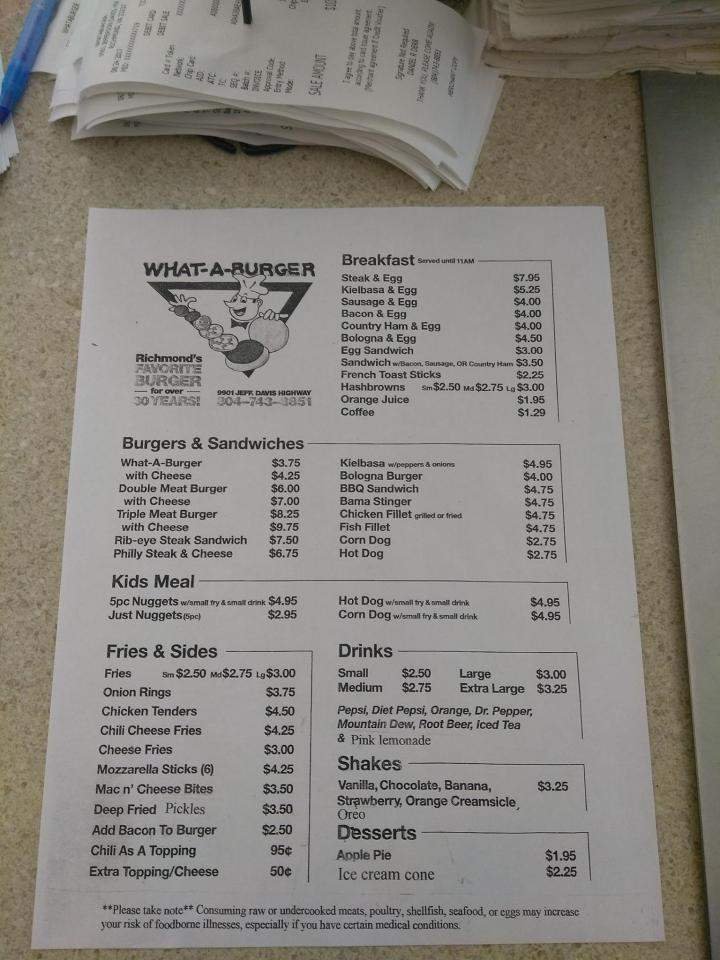 SALE AMOUNT
WHAT-A-BURGER
Richmond's
FAVORITE
BURGER
for over
30 YEARS!
9901 JEFF. DAVIS HIGHWAY
804-743-8851
Breakfast Served until 11AM
Steak & Egg $7.95
Kielbasa & Egg $5.25
Sausage & Egg $4.00
Bacon & Egg $4.00
Country Ham & Egg $4.00
Bologna & Egg $4.50
Egg Sandwich $3.00
Sandwich w/Bacon, Sausage, OR Country Ham $3.50
French Toast Sticks $2.25
Hashbrowns Sm $2.50 Md $2.75 Lg $3.00
Orange Juice $1.95
Coffee $1.29
Burgers & Sandwiches
What-A-Burger $3.75
with Cheese $4.25
Double Meat Burger $6.00
with Cheese $7.00
Triple Meat Burger $8.25
with Cheese $9.75
Rib-eye Steak Sandwich $7.50
Philly Steak & Cheese $6.75
Kielbasa w/peppers & onions $4.95
Bologna Burger $4.00
BBQ Sandwich $4.75
Bama Stinger $4.75
Chicken Fillet grilled or fried $4.75
Fish Fillet $4.75
Corn Dog $2.75
Hot Dog $2.75
Kids Meal
5pc Nuggets w/small fry & small drink $4.95
Just Nuggets (5pc) $2.95
Hot Dog w/small fry & small drink $4.95
Corn Dog w/small fry & small drink $4.95
Fries & Sides
Fries Sm $2.50 Md $2.75 Lg $3.00
Onion Rings $3.75
Chicken Tenders $4.50
Chili Cheese Fries $4.25
Cheese Fries $3.00
Mozzarella Sticks (6) $4.25
Mac n' Cheese Bites $3.50
Deep Fried Pickles $3.50
Add Bacon To Burger $2.50
Chili As A Topping 95¢
Extra Topping/Cheese 50¢
Drinks
Small $2.50 Large $3.00
Medium $2.75 Extra Large $3.25
Pepsi, Diet Pepsi, Orange, Dr. Pepper,
Mountain Dew, Root Beer, Iced Tea
& Pink lemonade
Shakes
Vanilla, Chocolate, Banana, $3.25
Strawberry, Orange Creamsicle,
Oreo
Desserts
Apple Pie $1.95
Ice cream cone $2.25
**Please take note** Consuming raw or undercooked meats, poultry, shellfish, seafood, or eggs may increase
your risk of foodborne illnesses, especially if you have certain medical conditions.